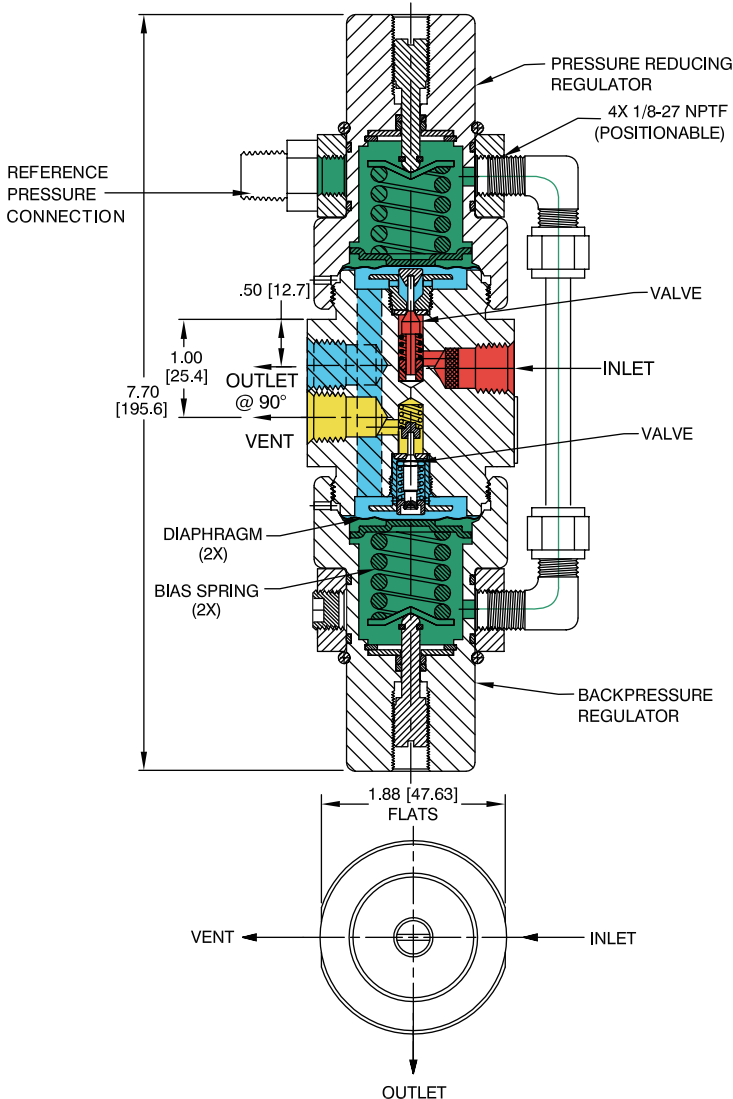 PRESSURE REDUCING
REGULATOR
4X 1/8-27 NPTF
(POSITIONABLE)
REFERENCE
PRESSURE
CONNECTION
.50 [12.7]
VALVE
1.00
[25.4]
7.70
[195.6]
OUTLET
@ 90°
INLET
VENT
VALVE
DIAPHRAGM
(2X)
BIAS SPRING
(2X)
BACKPRESSURE
REGULATOR
1.88 [47.63]
FLATS
VENT
INLET
OUTLET